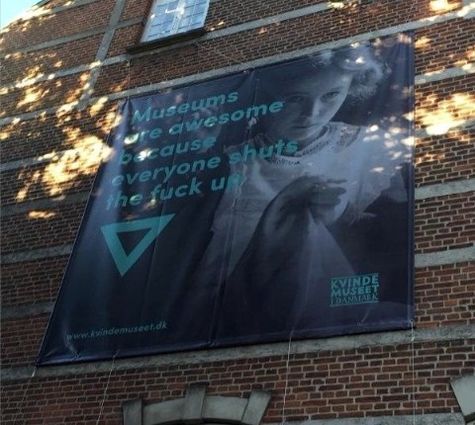 Museums
are awesome
because
everyone shuts
the fuck up
KVINDE
MUSEET
I DANMARK
www.kvindemuseet.dk